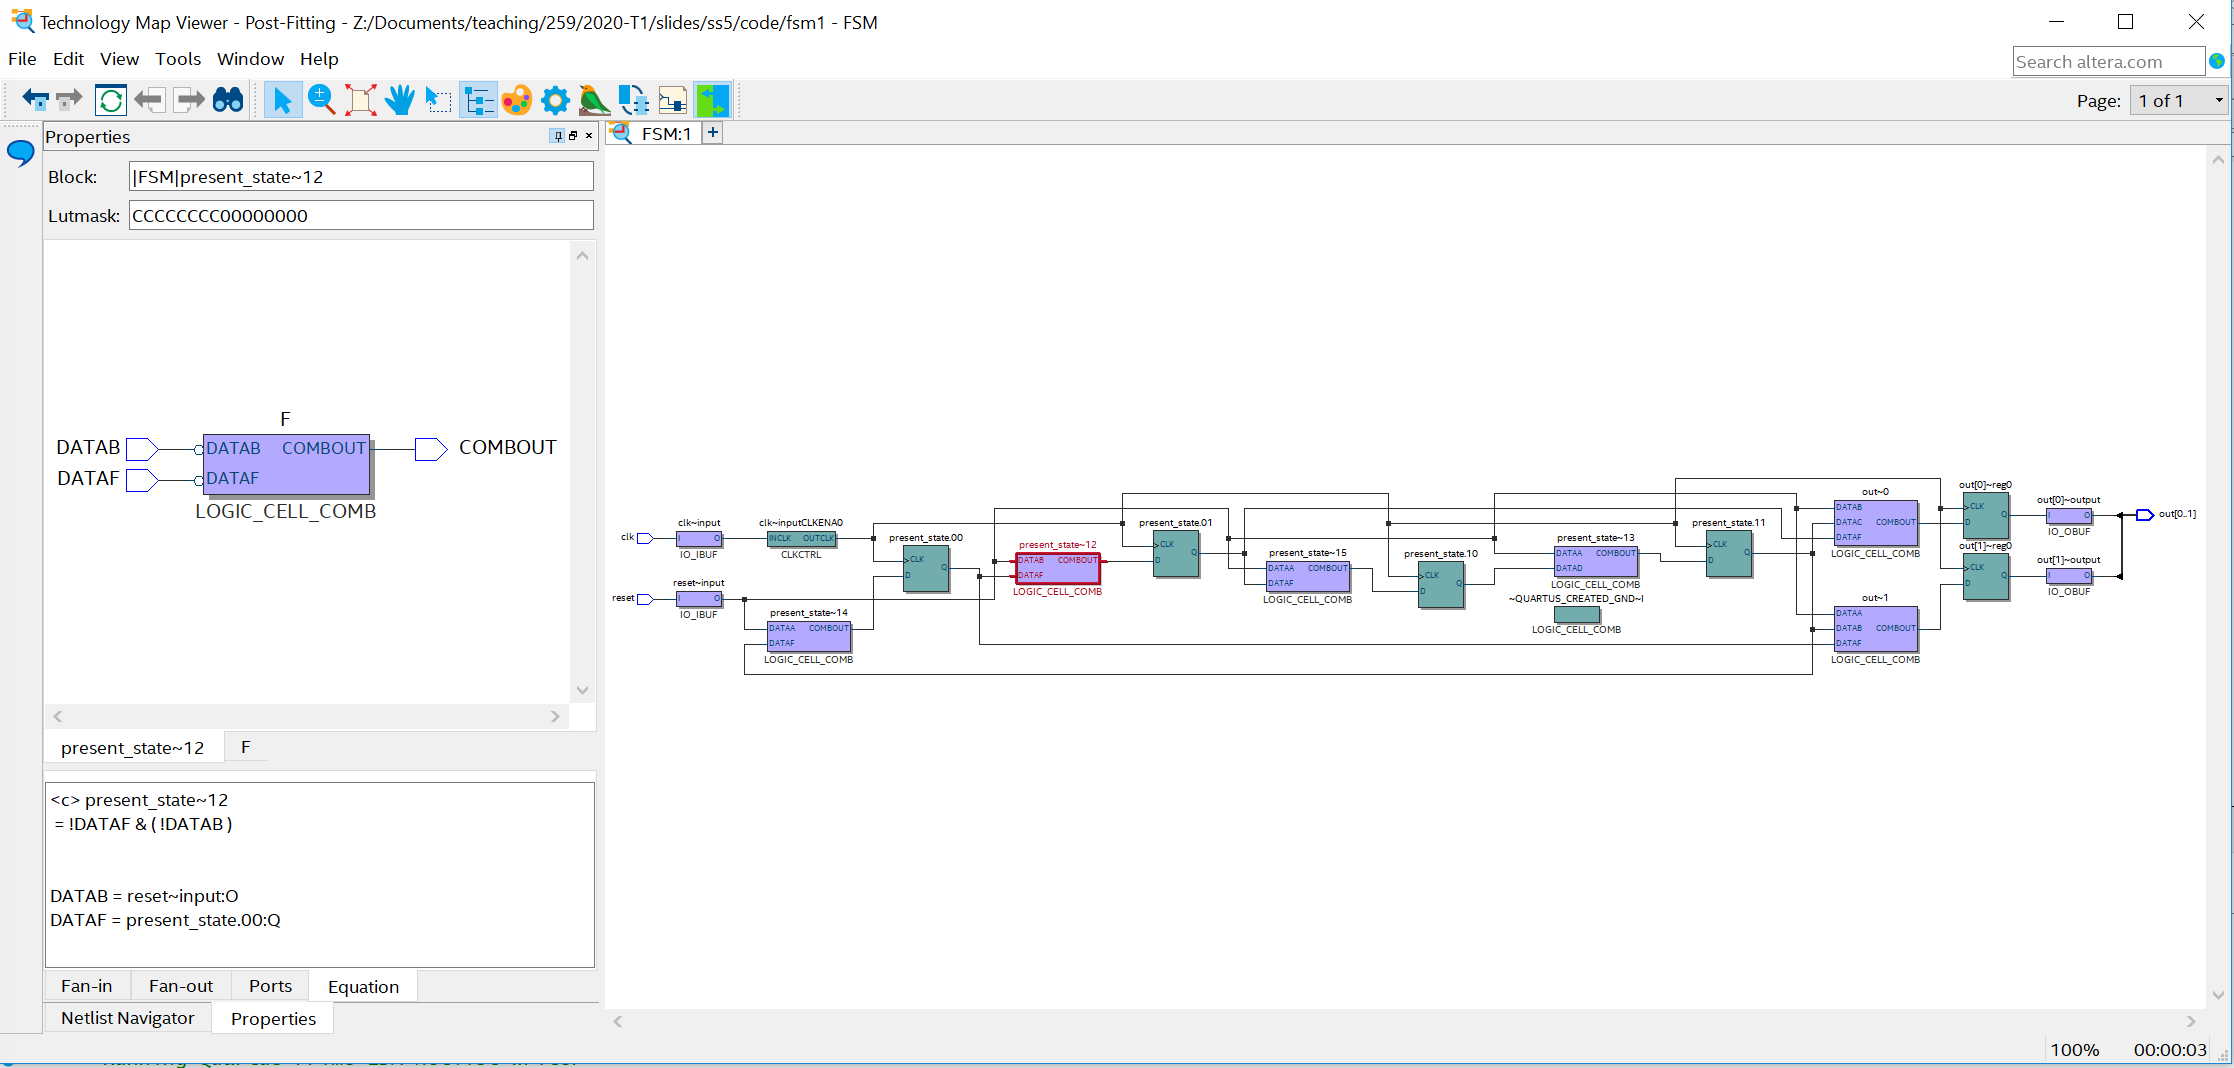 Technology Map Viewer - Post-Fitting - Z:/Documents/teaching/259/2020-T1/slides/ss5/code/fsm1 - FSM
File Edit View Tools Window Help
Search altera.com
Page: 1 of 1
Properties
Block: |FSM|present_state~12
Lutmask: CCCCCCCC00000000
F
DATAB DATAB COMBOUT COMBOUT
DATAF DATAF
LOGIC_CELL_COMB
present_state~12 F
<c> present_state~12
= !DATAF & ( !DATAB )
DATAB = reset~input:O
DATAF = present_state.00:Q
Fan-in Fan-out Ports Equation
Netlist Navigator Properties
FSM:1 +
clk
clk~input
I O
IO_IBUF
clk~inputCLKENA0
INCLK OUTCLK
CLKCTRL
reset
reset~input
I O
IO_IBUF
present_state~14
DATAA COMBOUT
DATAF
LOGIC_CELL_COMB
present_state.00
CLK
Q
D
present_state~12
DATAB COMBOUT
DATAF
LOGIC_CELL_COMB
present_state.01
CLK
Q
D
present_state~15
DATAA COMBOUT
DATAF
LOGIC_CELL_COMB
present_state.10
CLK
Q
D
present_state~13
DATAA COMBOUT
DATAD
LOGIC_CELL_COMB
~QUARTUS_CREATED_GND~I
LOGIC_CELL_COMB
present_state.11
CLK
Q
D
out~0
DATAB
DATAC COMBOUT
DATAF
LOGIC_CELL_COMB
out~1
DATAA
DATAB COMBOUT
DATAF
LOGIC_CELL_COMB
out[0]~reg0
CLK
Q
D
out[1]~reg0
CLK
Q
D
out[0]~output
I O
IO_OBUF
out[1]~output
I O
IO_OBUF
out[0..1]
100% 00:00:03